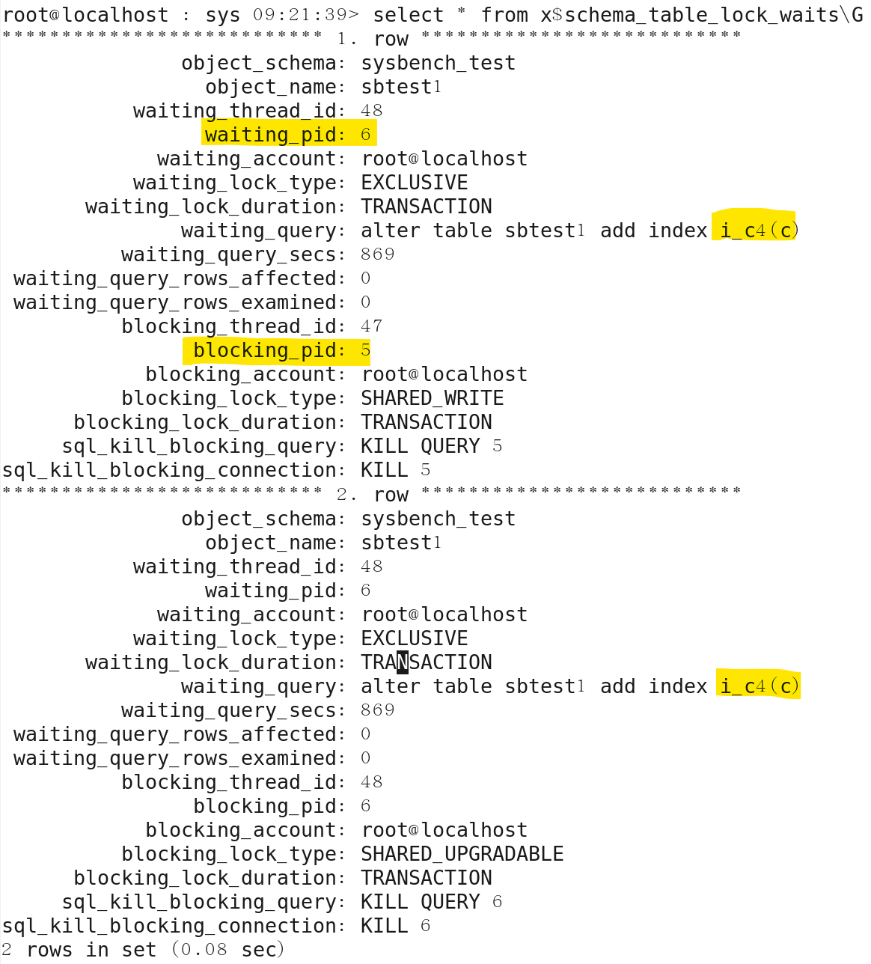 root@localhost : sys 09:21:39> select * from x$schema_table_lock_waits\G
*************************** 1. row ***************************
object_schema: sysbench_test
object_name: sbtest1
waiting_thread_id: 48
waiting_pid: 6
waiting_account: root@localhost
waiting_lock_type: EXCLUSIVE
waiting_lock_duration: TRANSACTION
waiting_query: alter table sbtest1 add index i_c4(c)
waiting_query_secs: 869
waiting_query_rows_affected: 0
waiting_query_rows_examined: 0
blocking_thread_id: 47
blocking_pid: 5
blocking_account: root@localhost
blocking_lock_type: SHARED_WRITE
blocking_lock_duration: TRANSACTION
sql_kill_blocking_query: KILL QUERY 5
sql_kill_blocking_connection: KILL 5
*************************** 2. row ***************************
object_schema: sysbench_test
object_name: sbtest1
waiting_thread_id: 48
waiting_pid: 6
waiting_account: root@localhost
waiting_lock_type: EXCLUSIVE
waiting_lock_duration: TRANSACTION
waiting_query: alter table sbtest1 add index i_c4(c)
waiting_query_secs: 869
waiting_query_rows_affected: 0
waiting_query_rows_examined: 0
blocking_thread_id: 48
blocking_pid: 6
blocking_account: root@localhost
blocking_lock_type: SHARED_UPGRADABLE
blocking_lock_duration: TRANSACTION
sql_kill_blocking_query: KILL QUERY 6
sql_kill_blocking_connection: KILL 6
2 rows in set (0.08 sec)